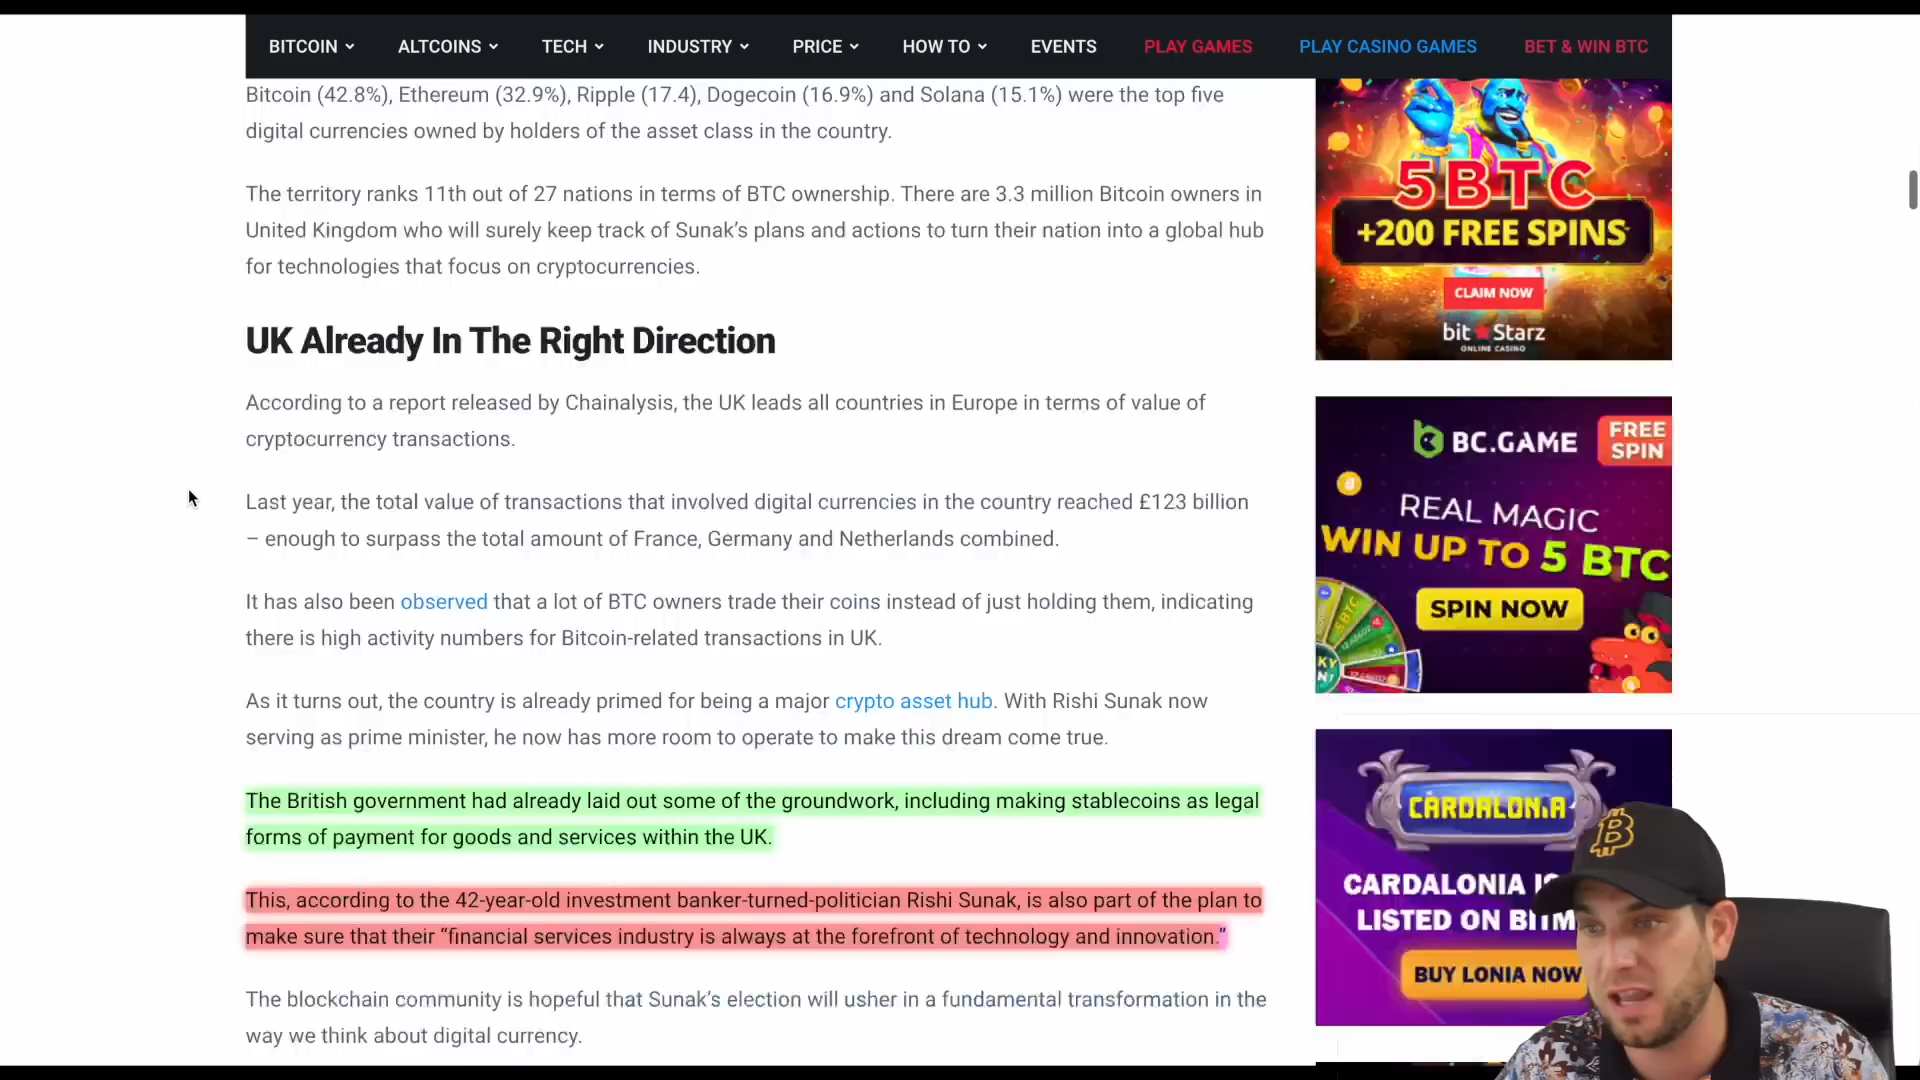 BITCOIN ALTCOINS TECH INDUSTRY PRICE HOW TO EVENTS PLAY GAMES PLAY CASINO GAMES BET & WIN BTC
Bitcoin (42.8%), Ethereum (32.9%), Ripple (17.4), Dogecoin (16.9%) and Solana (15.1%) were the top five
digital currencies owned by holders of the asset class in the country.
The territory ranks 11th out of 27 nations in terms of BTC ownership. There are 3.3 million Bitcoin owners in
United Kingdom who will surely keep track of Sunak’s plans and actions to turn their nation into a global hub
for technologies that focus on cryptocurrencies.
UK Already In The Right Direction
According to a report released by Chainalysis, the UK leads all countries in Europe in terms of value of
cryptocurrency transactions.
Last year, the total value of transactions that involved digital currencies in the country reached £123 billion
– enough to surpass the total amount of France, Germany and Netherlands combined.
It has also been observed that a lot of BTC owners trade their coins instead of just holding them, indicating
there is high activity numbers for Bitcoin-related transactions in UK.
As it turns out, the country is already primed for being a major crypto asset hub. With Rishi Sunak now
serving as prime minister, he now has more room to operate to make this dream come true.
The British government had already laid out some of the groundwork, including making stablecoins as legal
forms of payment for goods and services within the UK.
This, according to the 42-year-old investment banker-turned-politician Rishi Sunak, is also part of the plan to
make sure that their “financial services industry is always at the forefront of technology and innovation.”
The blockchain community is hopeful that Sunak’s election will usher in a fundamental transformation in the
way we think about digital currency.
5BTC
+200 FREE SPINS
CLAIM NOW
bit Starz
ONLINE CASINO
BC.GAME
FREE
SPIN
REAL MAGIC
WIN UP TO 5 BTC
SPIN NOW
5 BTC
CARDALONIA
CARDALONIA
LISTED ON
BUY LONIA NOW